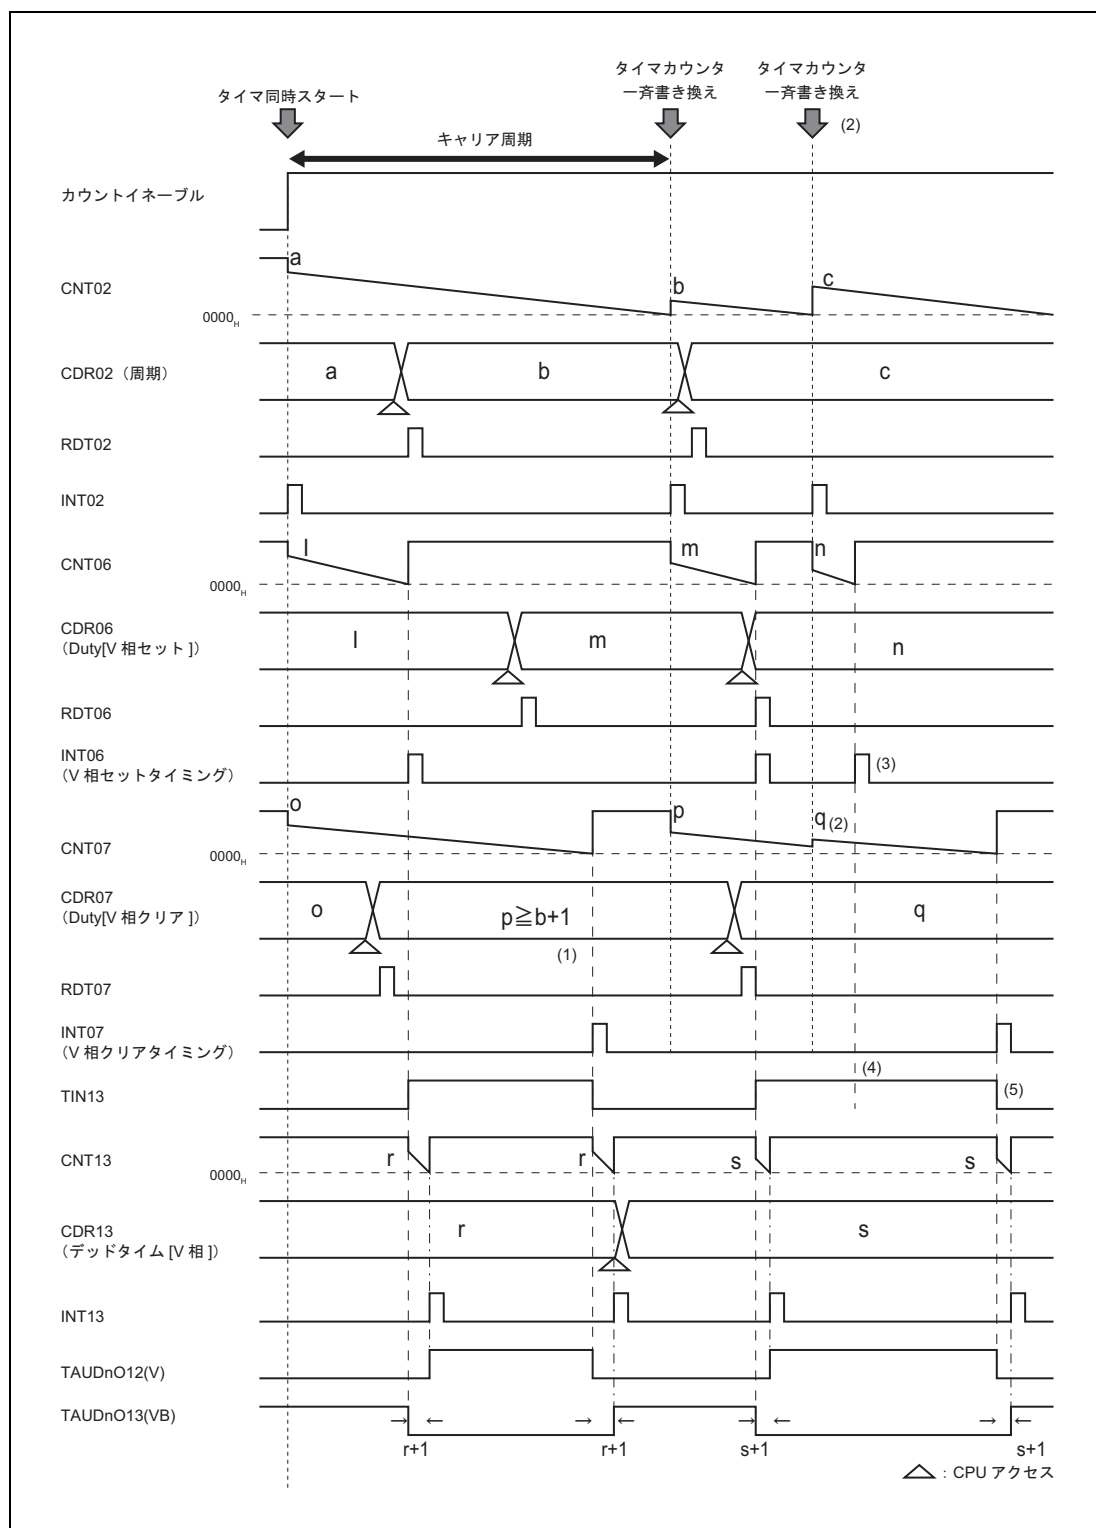 タイマ同時スタート
タイマカウンタ
一斉書き換え
タイマカウンタ
一斉書き換え
(2)
キャリア周期
カウントイネーブル
CNT02
a
b
c
0000H
CDR02（周期）
a
b
c
RDT02
INT02
CNT06
l
m
n
0000H
CDR06
（Duty[V 相セット ]）
l
m
n
RDT06
INT06
（V 相セットタイミング）
(3)
CNT07
o
p
q (2)
0000H
CDR07
（Duty[V 相クリア ]）
o
p≧b+1
q
(1)
RDT07
INT07
（V 相クリアタイミング）
TIN13
(4)
(5)
CNT13
r
r
s
s
0000H
CDR13
（デッドタイム [V 相 ]）
r
s
INT13
TAUDnO12(V)
TAUDnO13(VB)
r+1
r+1
s+1
s+1
: CPU アクセス